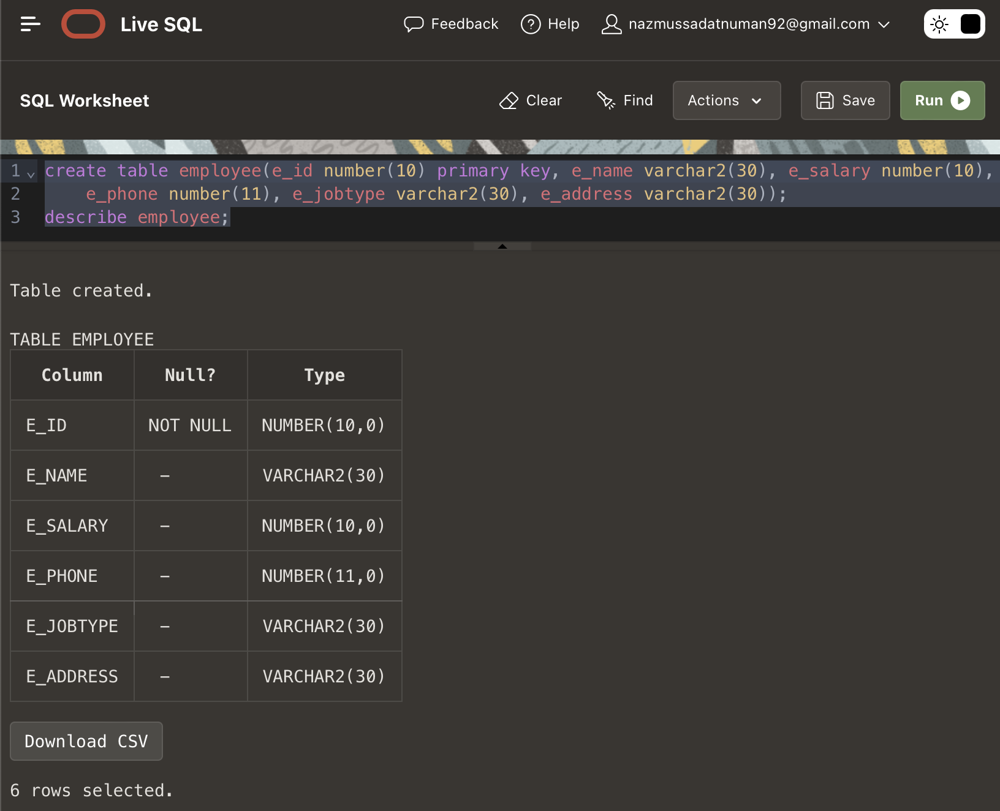 Live SQL
Feedback
Help
nazmussadatnuman92@gmail.com
SQL Worksheet
Clear
Find
Actions
Save
Run
1 create table employee(e_id number(10) primary key, e_name varchar2(30), e_salary number(10),
2 e_phone number(11), e_jobtype varchar2(30), e_address varchar2(30));
3 describe employee;
Table created.
TABLE EMPLOYEE
Column Null? Type
E_ID NOT NULL NUMBER(10,0)
E_NAME – VARCHAR2(30)
E_SALARY – NUMBER(10,0)
E_PHONE – NUMBER(11,0)
E_JOBTYPE – VARCHAR2(30)
E_ADDRESS – VARCHAR2(30)
Download CSV
6 rows selected.